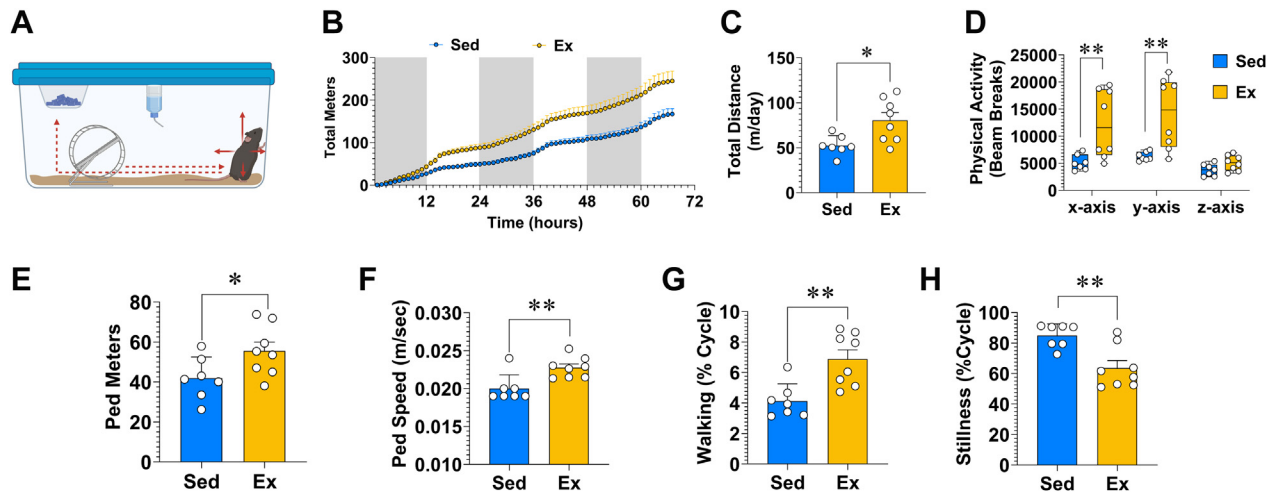 A
B
Sed
Ex
Total Meters
300
200
100
0
12
24
36
48
60
72
Time (hours)
C
*
Total Distance
(m/day)
150
100
50
0
Sed
Ex
D
**
**
Physical Activity
(Beam Breaks)
25000
20000
15000
10000
5000
0
x-axis
y-axis
z-axis
Sed
Ex
E
*
Ped Meters
80
60
40
20
0
Sed
Ex
F
**
Ped Speed (m/sec)
0.030
0.025
0.020
0.015
0.010
Sed
Ex
G
**
Walking (% Cycle)
10
8
6
4
2
0
Sed
Ex
H
**
Stillness (%Cycle)
100
80
60
40
20
0
Sed
Ex